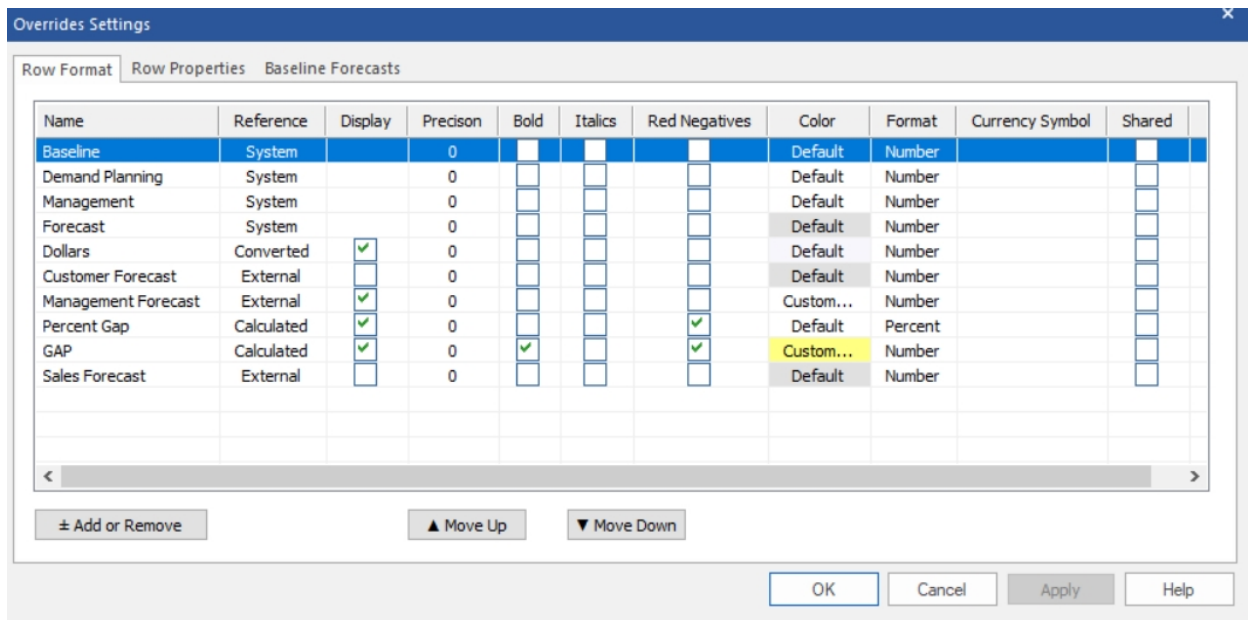 Overrides Settings
Row Format Row Properties Baseline Forecasts
Name Reference Display Precison Bold Italics Red Negatives Color Format Currency Symbol Shared
Baseline System 0 Default Number
Demand Planning System 0 Default Number
Management System 0 Default Number
Forecast System 0 Default Number
Dollars Converted 0 Default Number
Customer Forecast External 0 Default Number
Management Forecast External 0 Custom... Number
Percent Gap Calculated 0 Default Percent
GAP Calculated 0 Custom... Number
Sales Forecast External 0 Default Number
± Add or Remove ▲ Move Up ▼ Move Down
OK Cancel Apply Help